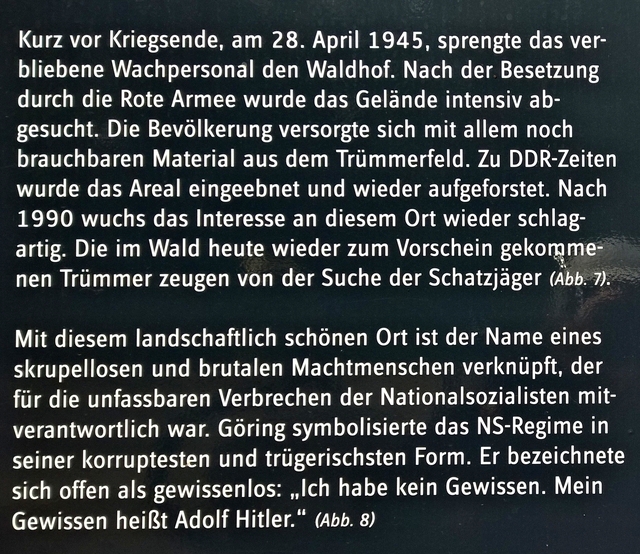 Kurz vor Kriegsende, am 28. April 1945, sprengte das ver-
bliebene Wachpersonal den Waldhof. Nach der Besetzung
durch die Rote Armee wurde das Gelände intensiv ab-
gesucht. Die Bevölkerung versorgte sich mit allem noch
brauchbaren Material aus dem Trümmerfeld. Zu DDR-Zeiten
wurde das Areal eingeebnet und wieder aufgeforstet. Nach
1990 wuchs das Interesse an diesem Ort wieder schlag-
artig. Die im Wald heute wieder zum Vorschein gekomme-
nen Trümmer zeugen von der Suche der Schatzjäger (Abb. 7).
Mit diesem landschaftlich schönen Ort ist der Name eines
skrupellosen und brutalen Machtmenschen verknüpft, der
für die unfassbaren Verbrechen der Nationalsozialisten mit-
verantwortlich war. Göring symbolisierte das NS-Regime in
seiner korruptesten und trügerischsten Form. Er bezeichnete
sich offen als gewissenlos: „Ich habe kein Gewissen. Mein
Gewissen heißt Adolf Hitler.“ (Abb. 8)